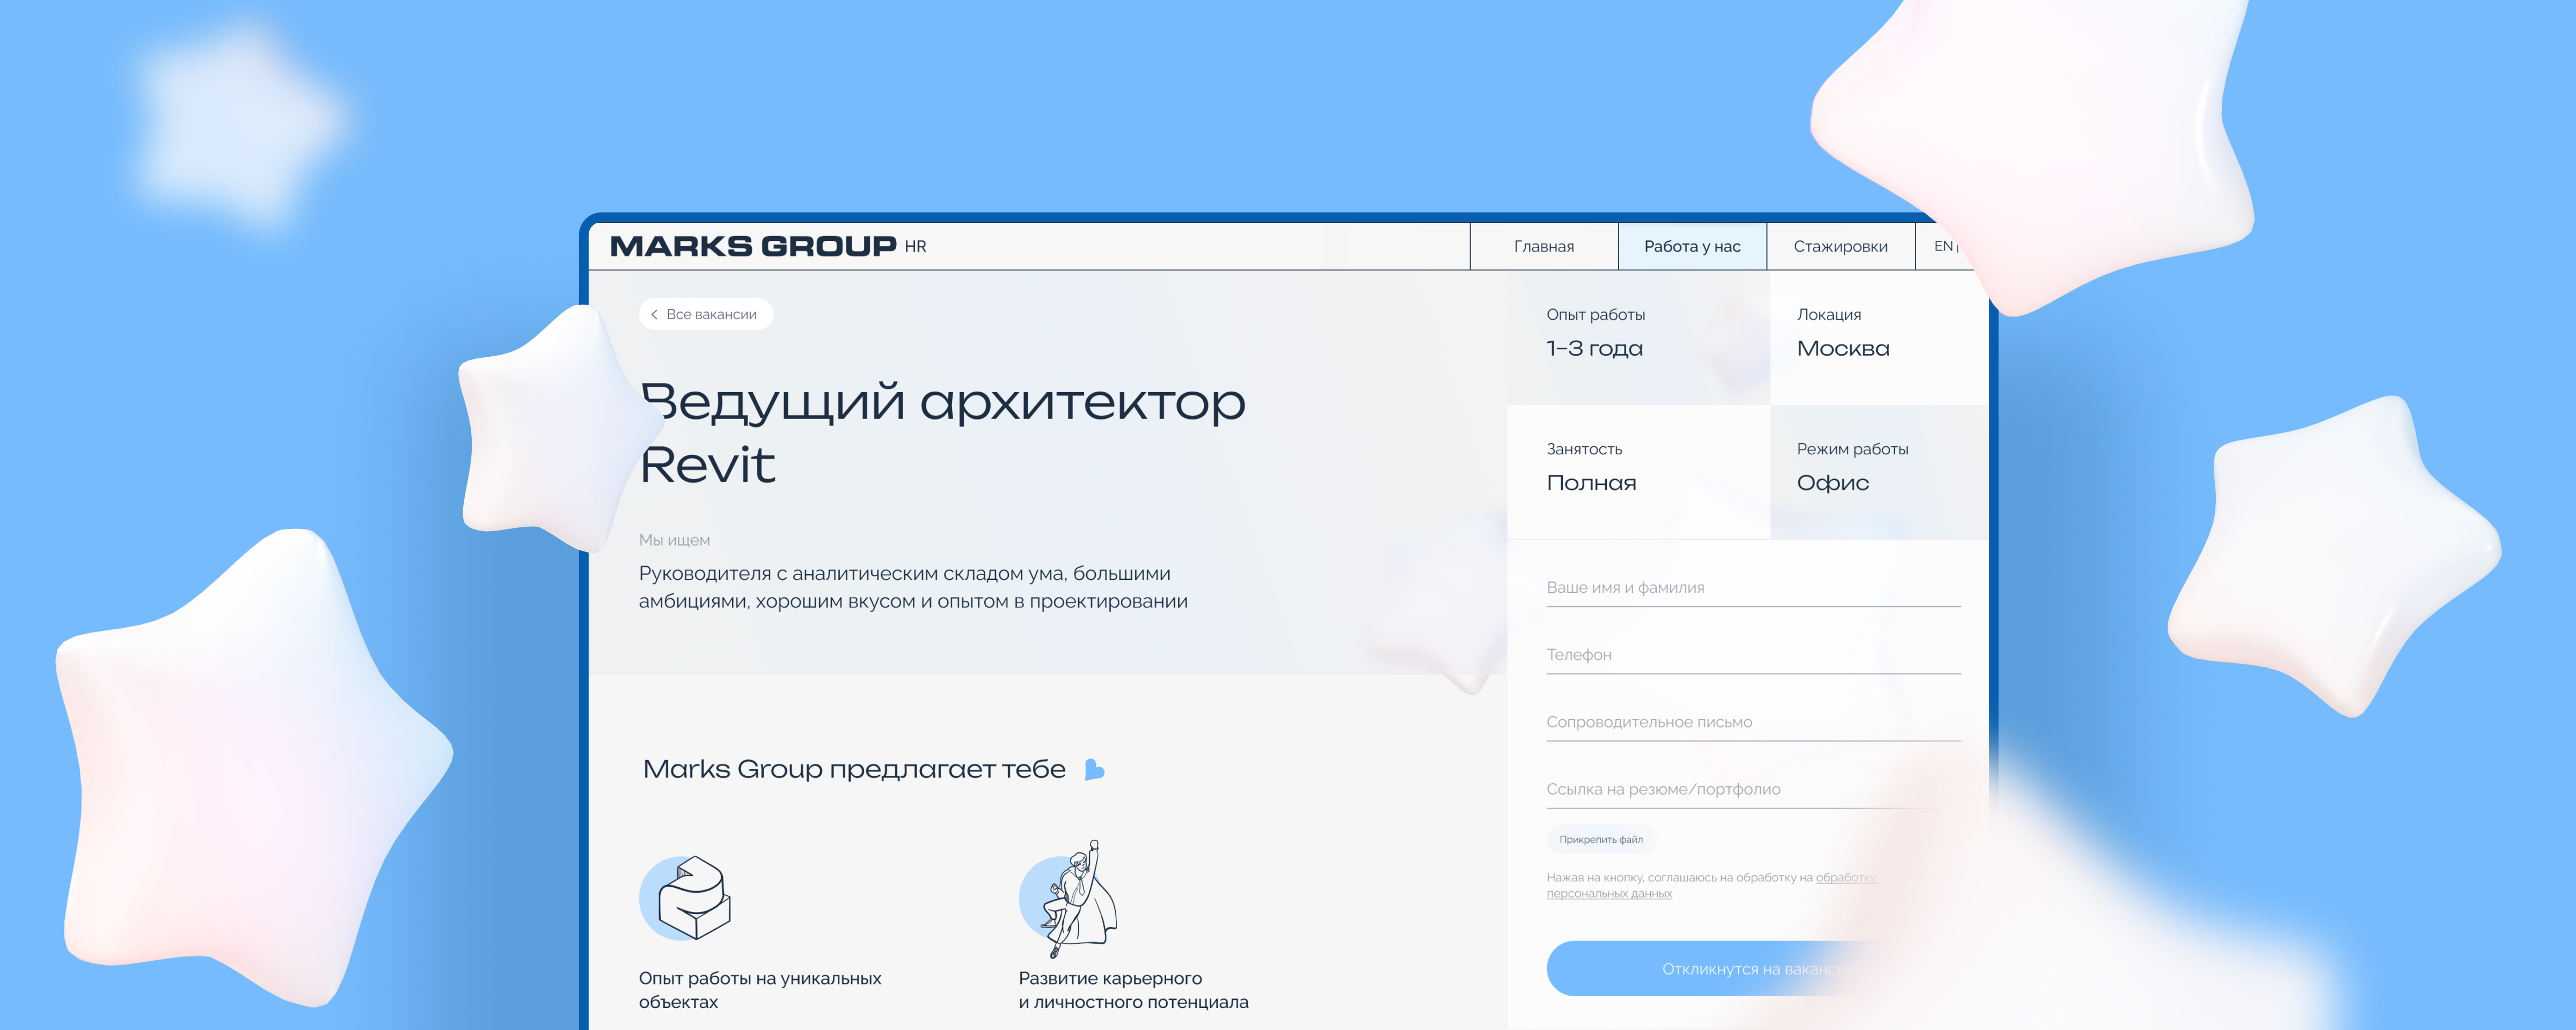 MARKS GROUP HR
Главная
Работа у нас
Стажировки
EN
Все вакансии
Ведущий архитектор
Revit
Мы ищем
Руководителя с аналитическим складом ума, большими
амбициями, хорошим вкусом и опытом в проектировании
Опыт работы
1–3 года
Локация
Москва
Занятость
Полная
Режим работы
Офис
Ваше имя и фамилия
Телефон
Сопроводительное письмо
Ссылка на резюме/портфолио
Прикрепить файл
Нажав на кнопку, соглашаюсь на обработку на обработку
персональных данных
Откликнутся на
Marks Group предлагает тебе
Опыт работы на уникальных
объектах
Развитие карьерного
и личностного потенциала